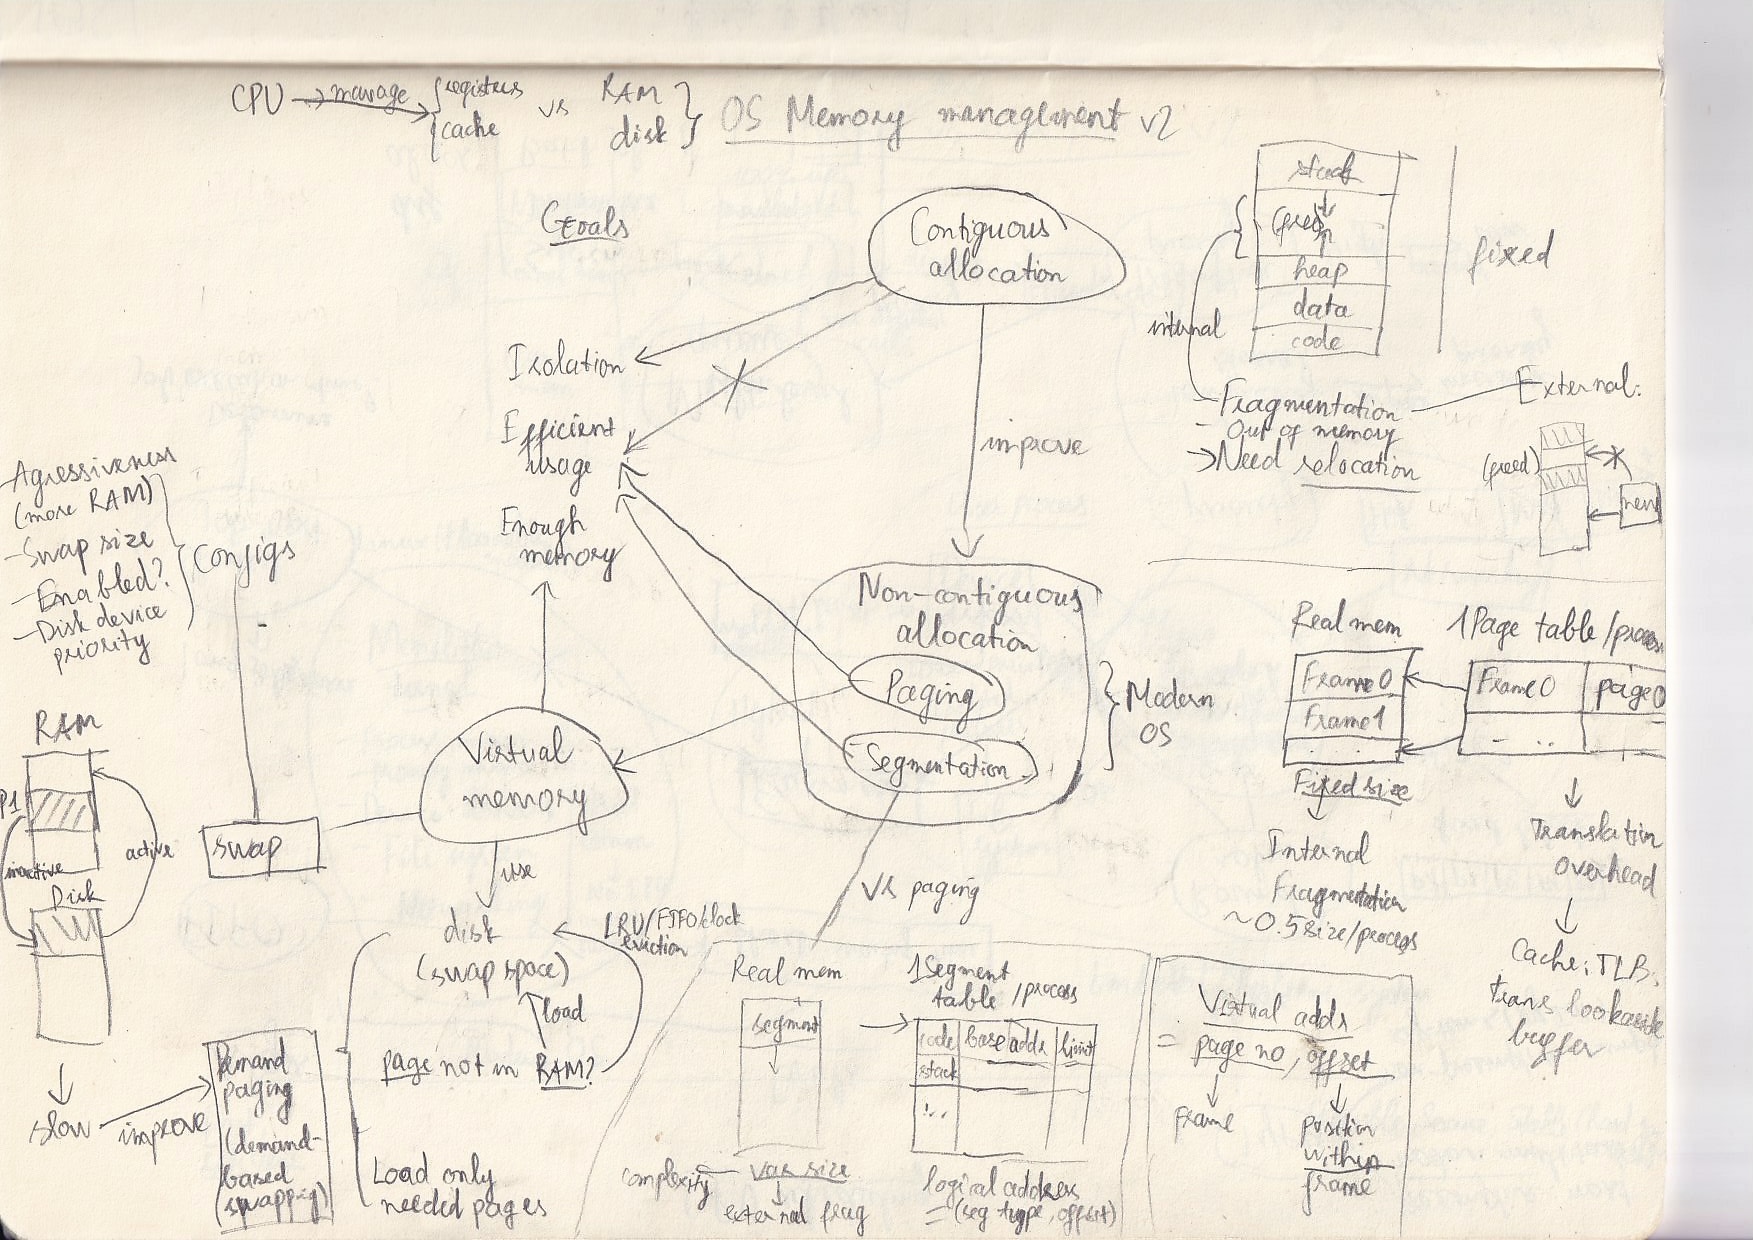 CPU → manage → { registers
cache
vs
RAM
disk }
OS Memory management v2
Goals
Isolation
Efficient
usage
Enough
memory
Contiguous
allocation
improve
stack
(free)
heap
data
code
fixed
internal
- Fragmentation
- Out of memory
→ Need relocation
External:
(freed)
new
Non-contiguous
allocation
Paging
Segmentation
} Modern
OS
Real mem
Frame 0
Frame 1
. . .
Fixed size
Internal
Fragmentation
~0.5 size/process
1 Page table /process
Frame 0
page 0
- ..
Translation
overhead
Cache: TLB:
trans lookaside
buffer
- Agressiveness
(more RAM)
- Swap size
- Enabled?
- Disk device
priority
Configs
Virtual
memory
swap
RAM
P1
inactive
active
Disk
slow
improve
Demand
paging
(demand-
based
swapping)
use
disk
(swap space)
LRU/FIFO/clock
eviction
load
page not in RAM?
Load only
needed pages
vs paging
Real mem
segment
var size
complexity
external frag
1 Segment
table /process
code
base addr
limit
stack
...
logical address
= (seg type, offset)
Virtual addr
= page no, offset
frame
position
within
frame